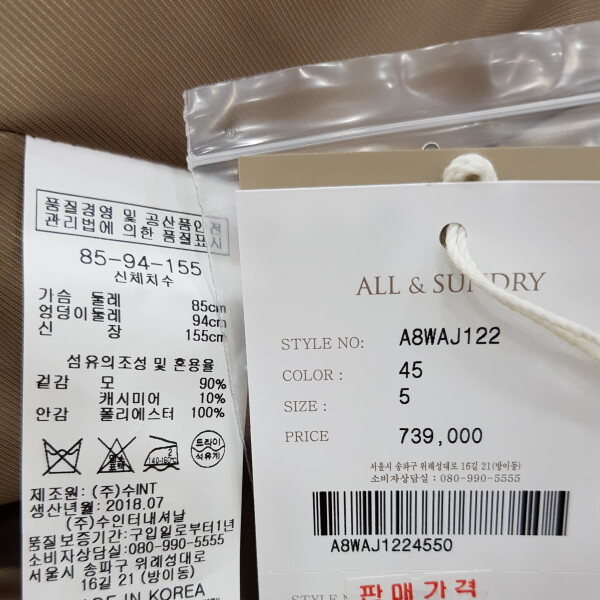 품질경영 및 공산품안전
관리법에 의한 품질표시
85-94-155
신체치수
가슴 둘레 85cm
엉덩이둘레 94cm
신 장 155cm
섬유의조성 및 혼용율
겉감 모 90%
캐시미어 10%
안감 폴리에스터 100%
140-160℃
드라이
석유계
제조원: (주)수INT
생산년월: 2018.07
(주)수인터내셔날
품질보증기간: 구입일로부터1년
소비자상담실: 080-990-5555
서울시 송파구 위례성대로
16길 21 (방이동)
MADE IN KOREA
ALL & SUNDRY
STYLE NO: A8WAJ122
COLOR : 45
SIZE : 5
PRICE 739,000
서울시 송파구 위례성대로 16길 21 (방이동)
소비자상담실 : 080-990-5555
A8WAJ1224550
STYLE N
판매가격